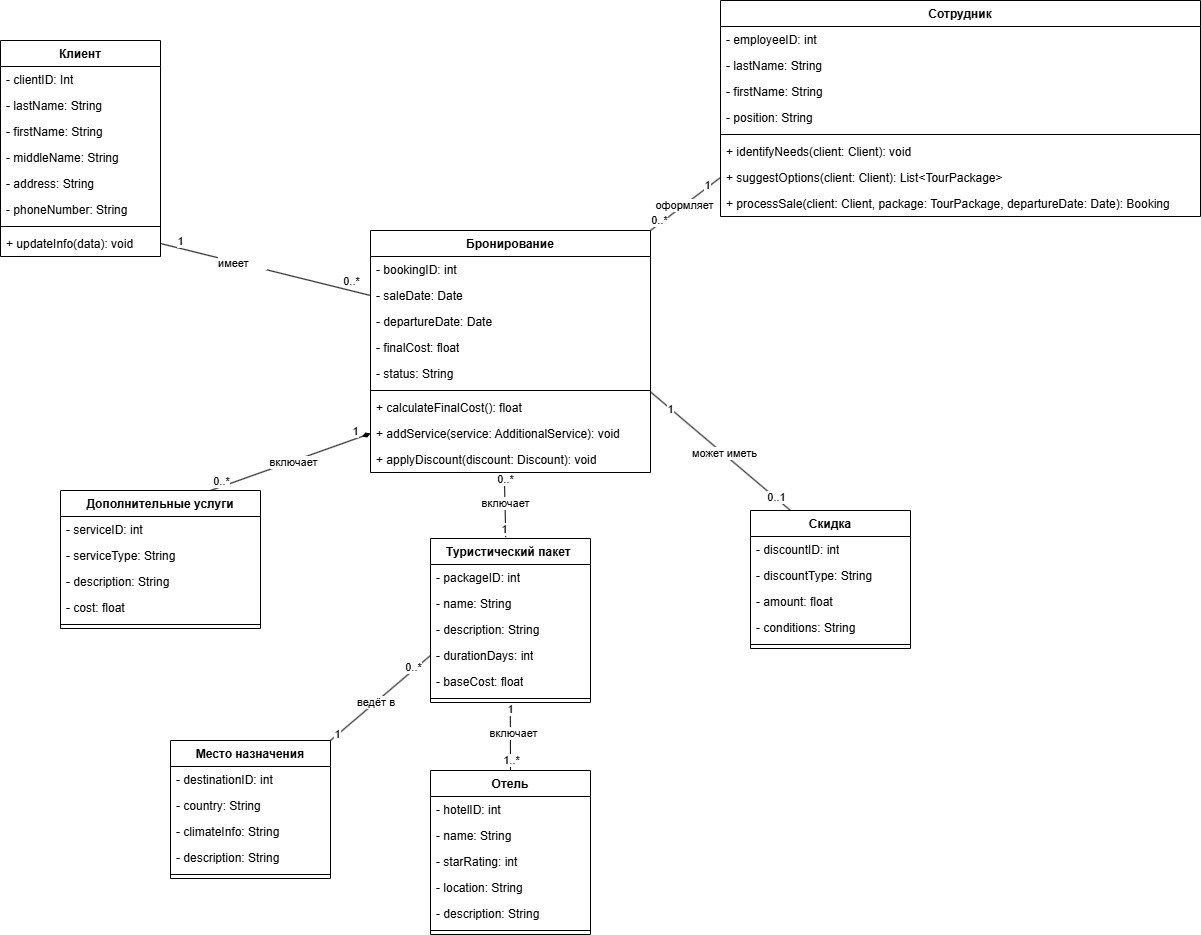 Сотрудник
- employeeID: int
- lastName: String
- firstName: String
- position: String
+ identifyNeeds(client: Client): void
+ suggestOptions(client: Client): List<TourPackage>
+ processSale(client: Client, package: TourPackage, departureDate: Date): Booking
Клиент
- clientID: Int
- lastName: String
- firstName: String
- middleName: String
- address: String
- phoneNumber: String
+ updateInfo(data): void
1
имеет
0..*
1
оформляет
0..*
Бронирование
- bookingID: int
- saleDate: Date
- departureDate: Date
- finalCost: float
- status: String
+ calculateFinalCost(): float
+ addService(service: AdditionalService): void
+ applyDiscount(discount: Discount): void
1
включает
0..*
0..*
включает
1
1
может иметь
0..1
Дополнительные услуги
- serviceID: int
- serviceType: String
- description: String
- cost: float
Туристический пакет
- packageID: int
- name: String
- description: String
- durationDays: int
- baseCost: float
Скидка
- discountID: int
- discountType: String
- amount: float
- conditions: String
0..*
ведёт в
1
1
включает
1..*
Место назначения
- destinationID: int
- country: String
- climateInfo: String
- description: String
Отель
- hotelID: int
- name: String
- starRating: int
- location: String
- description: String